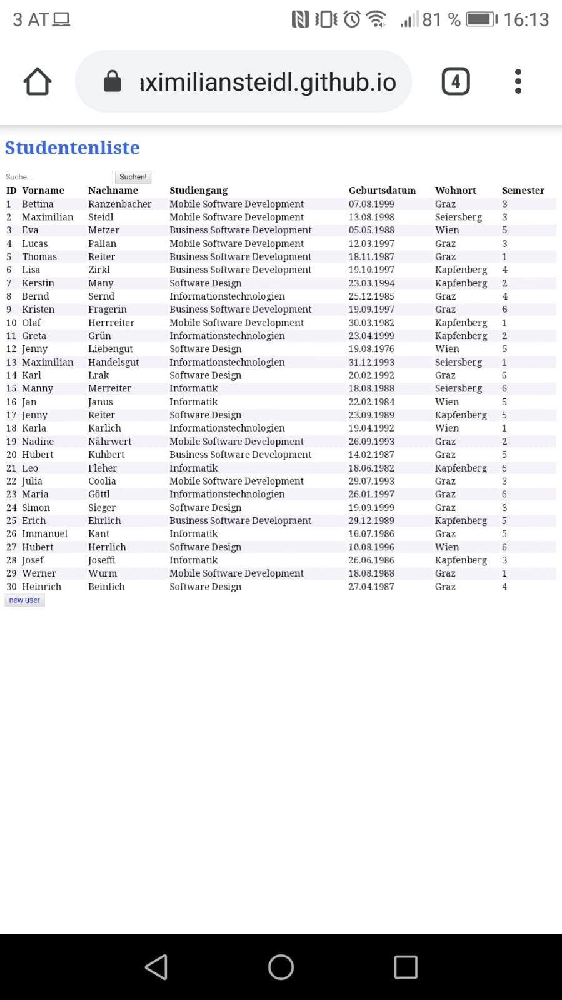 3 AT 81 % 16:13
aximiliansteidl.github.io 4
Studentenliste
Suche... Suchen!
ID Vorname Nachname Studiengang Geburtsdatum Wohnort Semester
1 Bettina Ranzenbacher Mobile Software Development 07.08.1999 Graz 3
2 Maximilian Steidl Mobile Software Development 13.08.1998 Seiersberg 3
3 Eva Metzer Business Software Development 05.05.1988 Wien 5
4 Lucas Pallan Mobile Software Development 12.03.1997 Graz 3
5 Thomas Reiter Business Software Development 18.11.1987 Graz 1
6 Lisa Zirkl Business Software Development 19.10.1997 Kapfenberg 4
7 Kerstin Many Software Design 23.03.1994 Kapfenberg 2
8 Bernd Sernd Informationstechnologien 25.12.1985 Graz 4
9 Kristen Fragerin Business Software Development 19.09.1997 Graz 6
10 Olaf Herrreiter Mobile Software Development 30.03.1982 Kapfenberg 1
11 Greta Grün Informationstechnologien 23.04.1999 Kapfenberg 2
12 Jenny Liebengut Software Design 19.08.1976 Wien 5
13 Maximilian Handelsgut Informationstechnologien 31.12.1993 Seiersberg 1
14 Karl Lrak Software Design 20.02.1992 Graz 6
15 Manny Merreiter Informatik 18.08.1988 Seiersberg 6
16 Jan Janus Informatik 22.02.1984 Wien 5
17 Jenny Reiter Software Design 23.09.1989 Kapfenberg 5
18 Karla Karlich Informationstechnologien 19.04.1992 Wien 1
19 Nadine Nährwert Mobile Software Development 26.09.1993 Graz 2
20 Hubert Kuhbert Business Software Development 14.02.1987 Graz 5
21 Leo Fleher Informatik 18.06.1982 Kapfenberg 6
22 Julia Coolia Mobile Software Development 29.07.1993 Graz 3
23 Maria Göttl Informationstechnologien 26.01.1997 Graz 6
24 Simon Sieger Software Design 19.09.1999 Graz 3
25 Erich Ehrlich Business Software Development 29.12.1989 Kapfenberg 5
26 Immanuel Kant Informatik 16.07.1986 Graz 5
27 Hubert Herrlich Software Design 10.08.1996 Wien 6
28 Josef Joseffi Informatik 26.06.1986 Kapfenberg 3
29 Werner Wurm Mobile Software Development 18.08.1988 Graz 1
30 Heinrich Beinlich Software Design 27.04.1987 Graz 4
new user